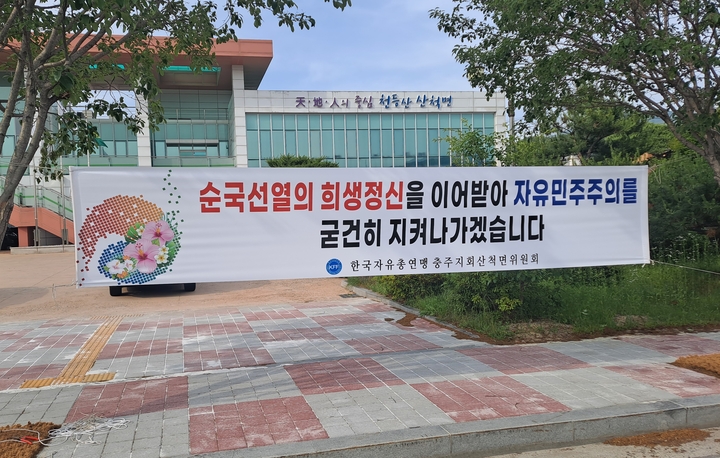 天·地·人의 중심 천등산 산척면
순국선열의 희생정신을 이어받아 자유민주주의를
굳건히 지켜나가겠습니다
KFF 한국자유총연맹 충주지회산척면위원회